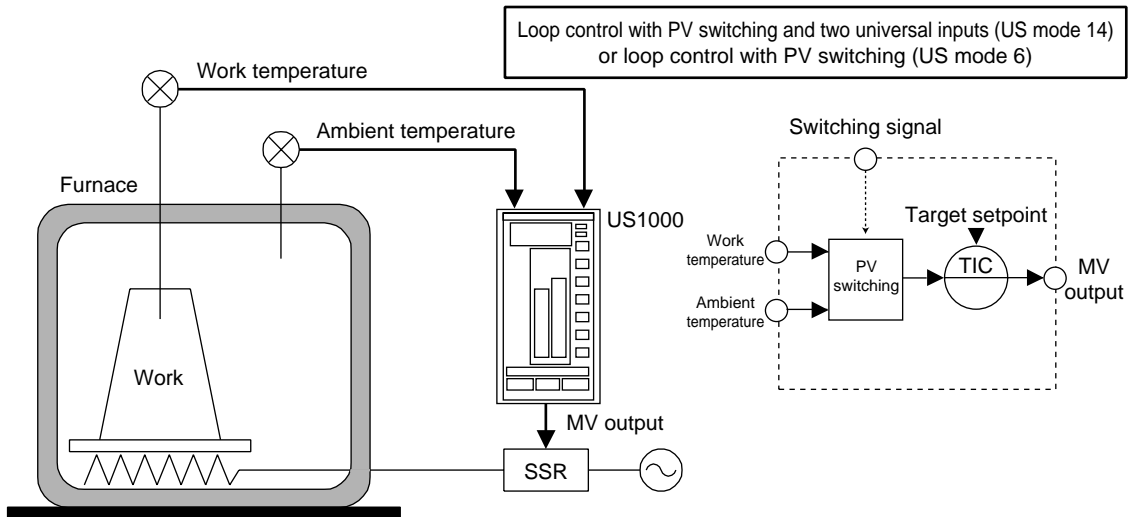 Loop control with PV switching and two universal inputs (US mode 14)
or loop control with PV switching (US mode 6)
Work temperature
Ambient temperature
Furnace
US1000
Work
MV output
SSR
Switching signal
Target setpoint
Work
temperature
PV
switching
TIC
MV
output
Ambient
temperature